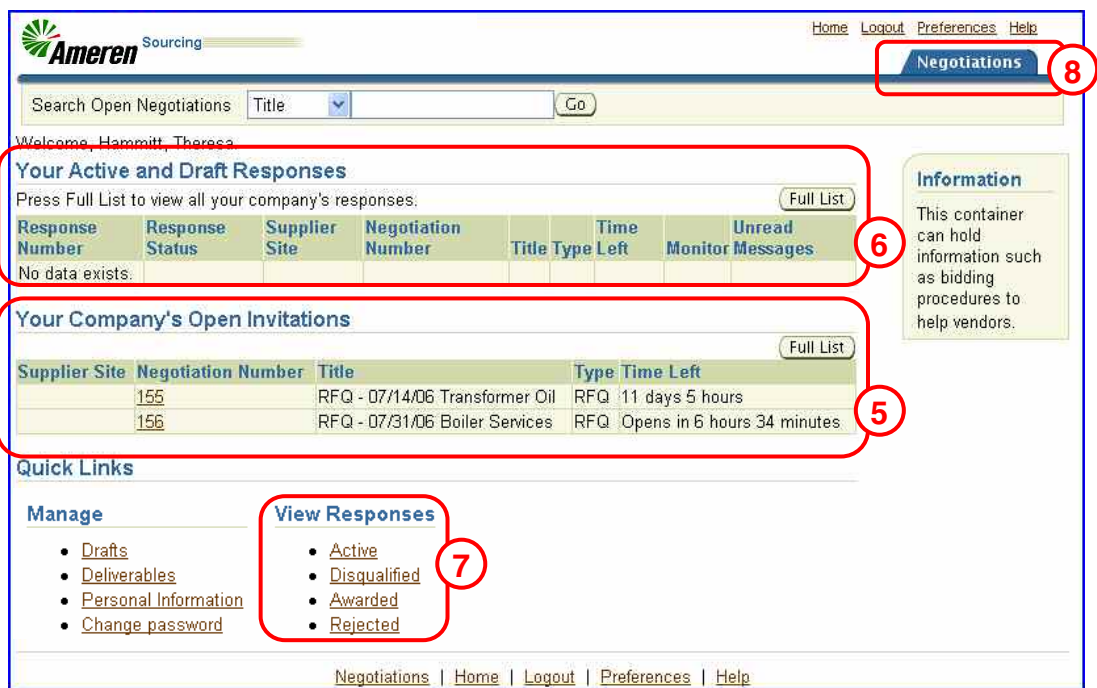 Home Logout Preferences Help
Ameren Sourcing
Negotiations
8
Search Open Negotiations Title Go
Welcome, Hammitt, Theresa.
Your Active and Draft Responses
Press Full List to view all your company's responses. Full List
Response Number Response Status Supplier Site Negotiation Number Title Type Time Left Monitor Unread Messages
No data exists.
6
Your Company's Open Invitations
Full List
Supplier Site Negotiation Number Title Type Time Left
155 RFQ - 07/14/06 Transformer Oil RFQ 11 days 5 hours
156 RFQ - 07/31/06 Boiler Services RFQ Opens in 6 hours 34 minutes
5
Information
This container
can hold
information such
as bidding
procedures to
help vendors.
Quick Links
Manage
Drafts
Deliverables
Personal Information
Change password
View Responses
Active
Disqualified
Awarded
Rejected
7
Negotiations | Home | Logout | Preferences | Help